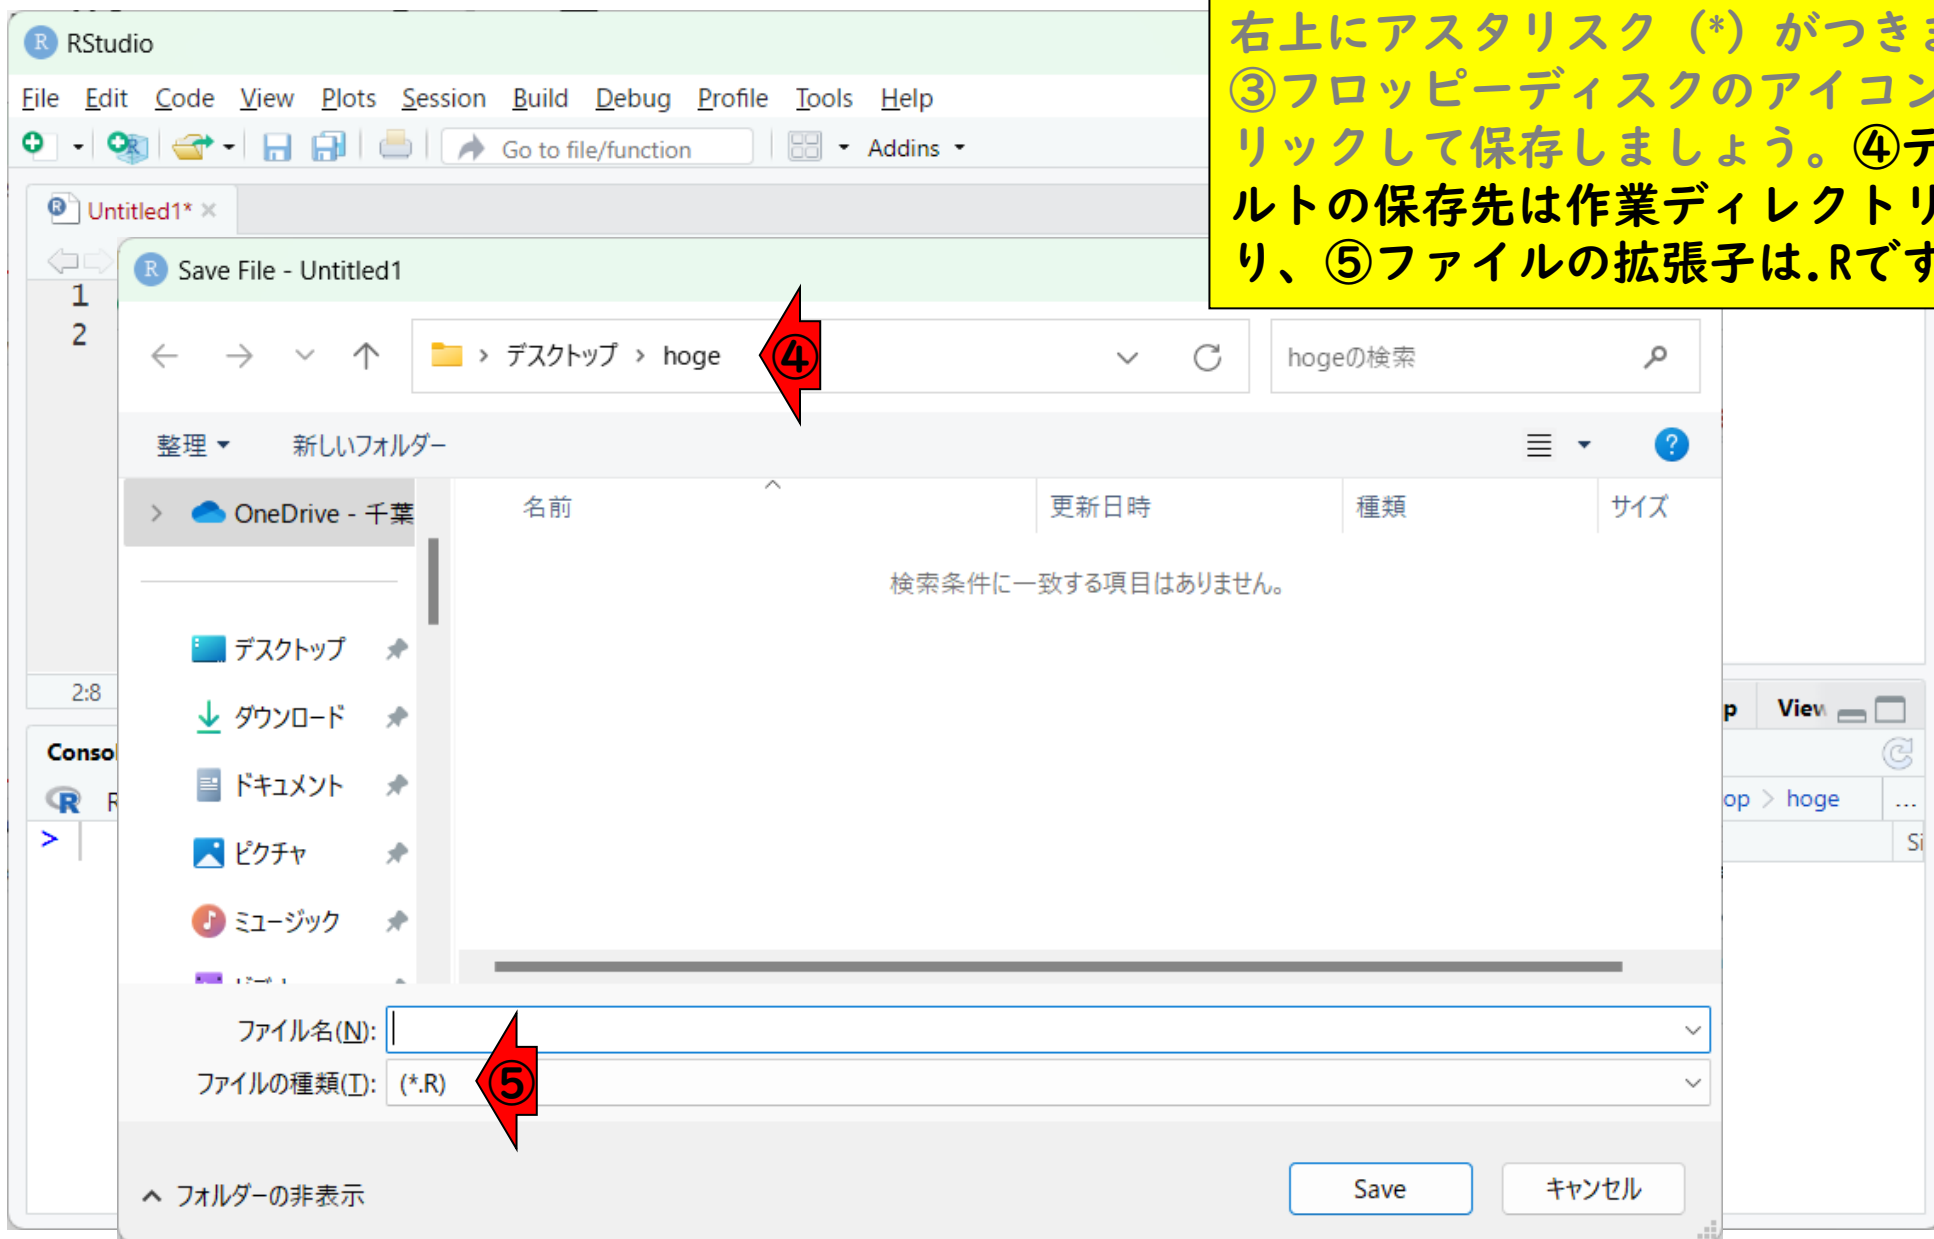 RStudio
File Edit Code View Plots Session Build Debug Profile Tools Help
Go to file/function
Addins
右上にアスタリスク（*）がつき
③フロッピーディスクのアイコン
リックして保存しましょう。④デ
ルトの保存先は作業ディレクトリ
り、⑤ファイルの拡張子は.Rです
Untitled1*
1
2
Save File - Untitled1
デスクトップ > hoge
④
hogeの検索
整理
新しいフォルダー
OneDrive - 千葉
名前
更新日時
種類
サイズ
検索条件に一致する項目はありません。
デスクトップ
ダウンロード
ドキュメント
ピクチャ
ミュージック
2:8
Consol
R
>
p
View
op > hoge
...
Si
ファイル名(N):
ファイルの種類(T): (*.R)
⑤
フォルダーの非表示
Save
キャンセル